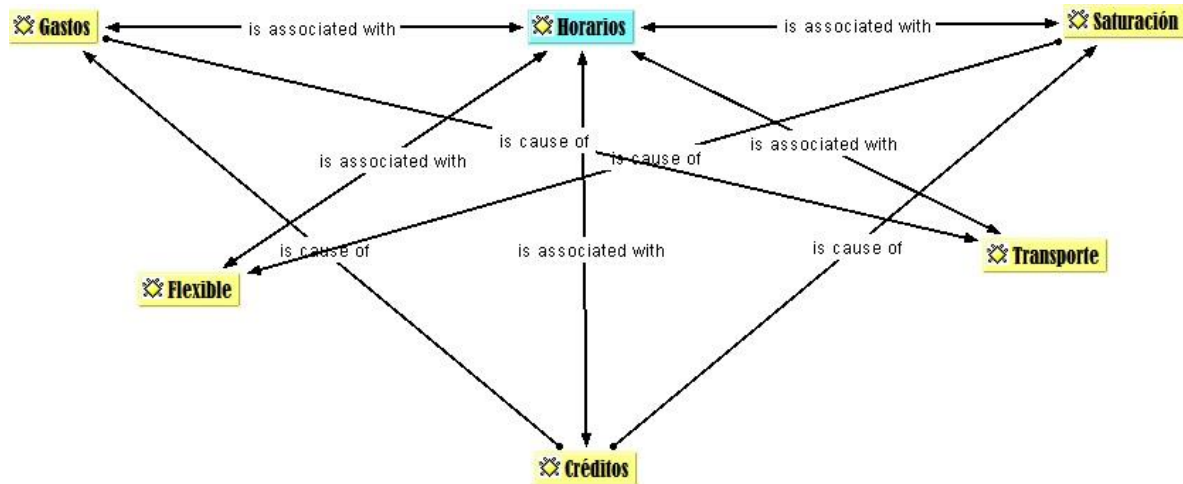 Gastos
is associated with
Horarios
is associated with
Saturación
is cause of
is associated with
is cause of
is associated with
is cause of
is associated with
is cause of
Transporte
Flexible
Créditos